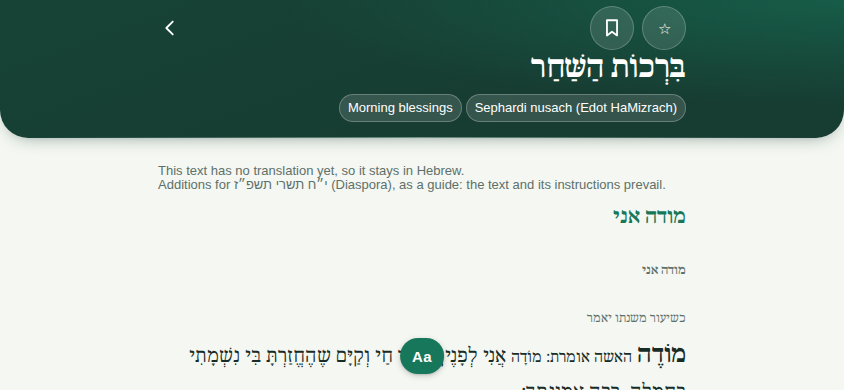 בִּרְכוֹת הַשַּׁחַר
Morning blessings Sephardi nusach (Edot HaMizrach)
This text has no translation yet, so it stays in Hebrew.
Additions for י״ח תשרי תשפ״ז (Diaspora), as a guide: the text and its instructions prevail.
מודה אני
מודה אני
כשיעור משנתו יאמר
מוֹדֶה האשה אומרת: מוֹדָה אֲנִי חַי וְקַיָּם שֶׁהֶחֱזַרְתָּ בִּי נִשְׁמָתִי
Aa